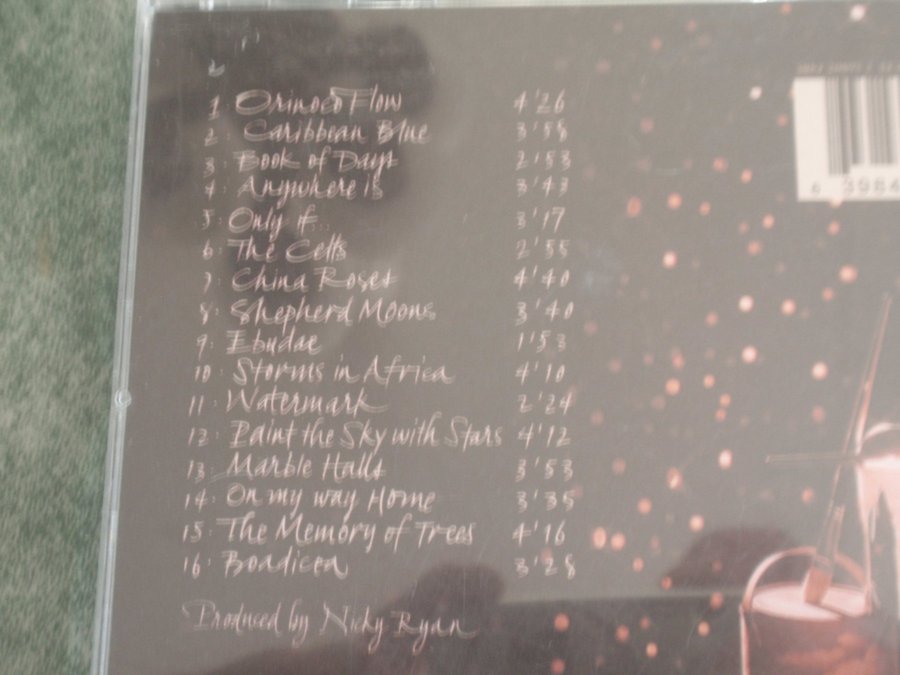 1 Orinoco Flow 4'26
2. Caribbean Blue 3'58
3. Book of Days 2'53
4. Anywhere is 3'43
5. Only if... 3'17
6. The Celts 2'55
7. China Roses 4'40
8. Shepherd Moons 3'40
9. Ebudae 1'53
10. Storms in Africa 4'10
11. Watermark 2'24
12. Paint the Sky with Stars 4'12
13. Marble Halls 3'53
14. On my way Home 3'35
15. The Memory of Trees 4'16
16. Boadicea 3'28
Produced by Nicky Ryan
6 3984